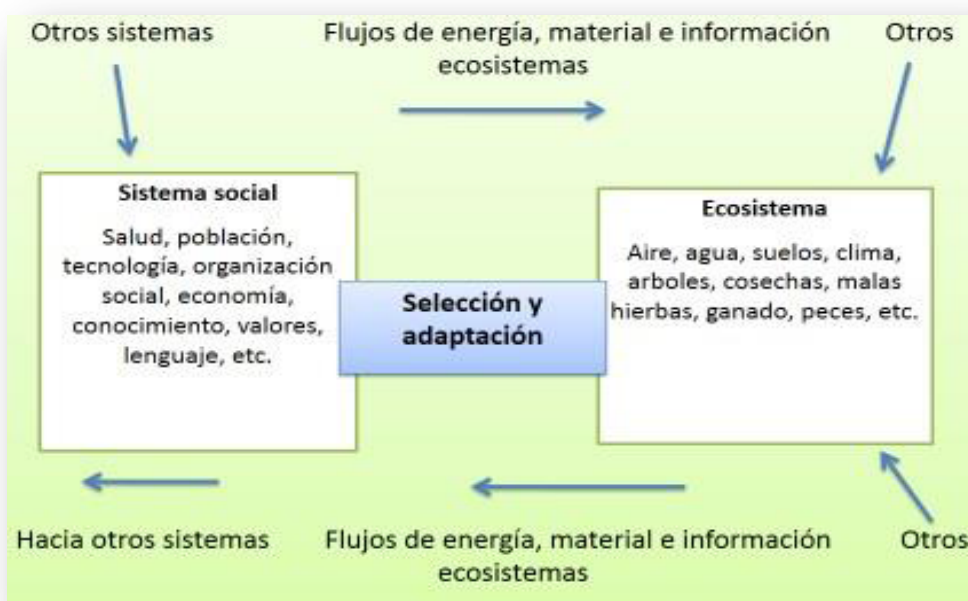 Otros sistemas
Flujos de energía, material e información
ecosistemas
Otros
Sistema social
Salud, población,
tecnología, organización
social, economía,
conocimiento, valores,
lenguaje, etc.
Selección y
adaptación
Ecosistema
Aire, agua, suelos, clima,
arboles, cosechas, malas
hierbas, ganado, peces, etc.
Hacia otros sistemas
Flujos de energía, material e información
ecosistemas
Otros